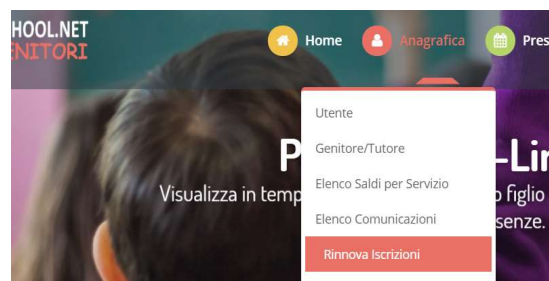 HOOL.NET
ENITORI
Home
Anagrafica
Pres
Utente
Genitore/Tutore
Elenco Saldi per Servizio
Elenco Comunicazioni
Rinnova Iscrizioni
P
-Lin
Visualizza in temp
o figlio
senze.